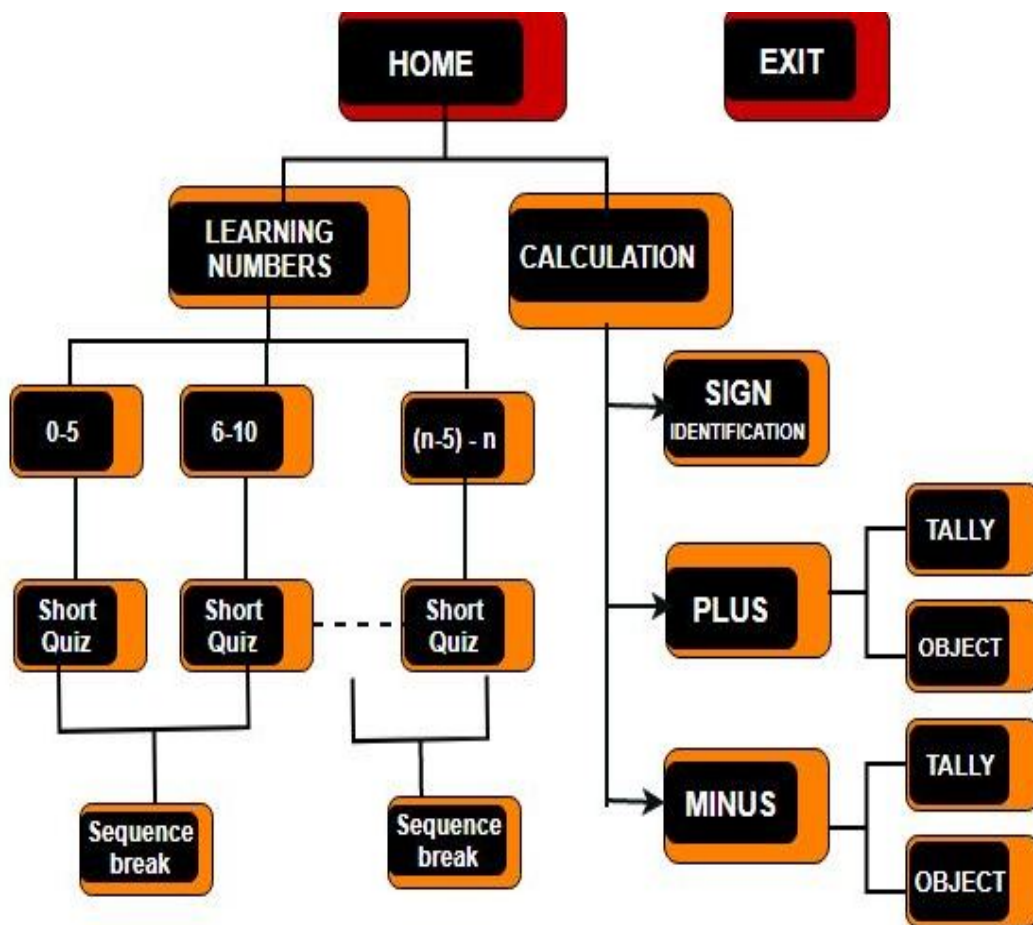 HOME
EXIT
LEARNING
NUMBERS
CALCULATION
0-5
6-10
(n-5) - n
SIGN
IDENTIFICATION
Short
Quiz
Short
Quiz
Short
Quiz
PLUS
TALLY
OBJECT
Sequence
break
Sequence
break
MINUS
TALLY
OBJECT